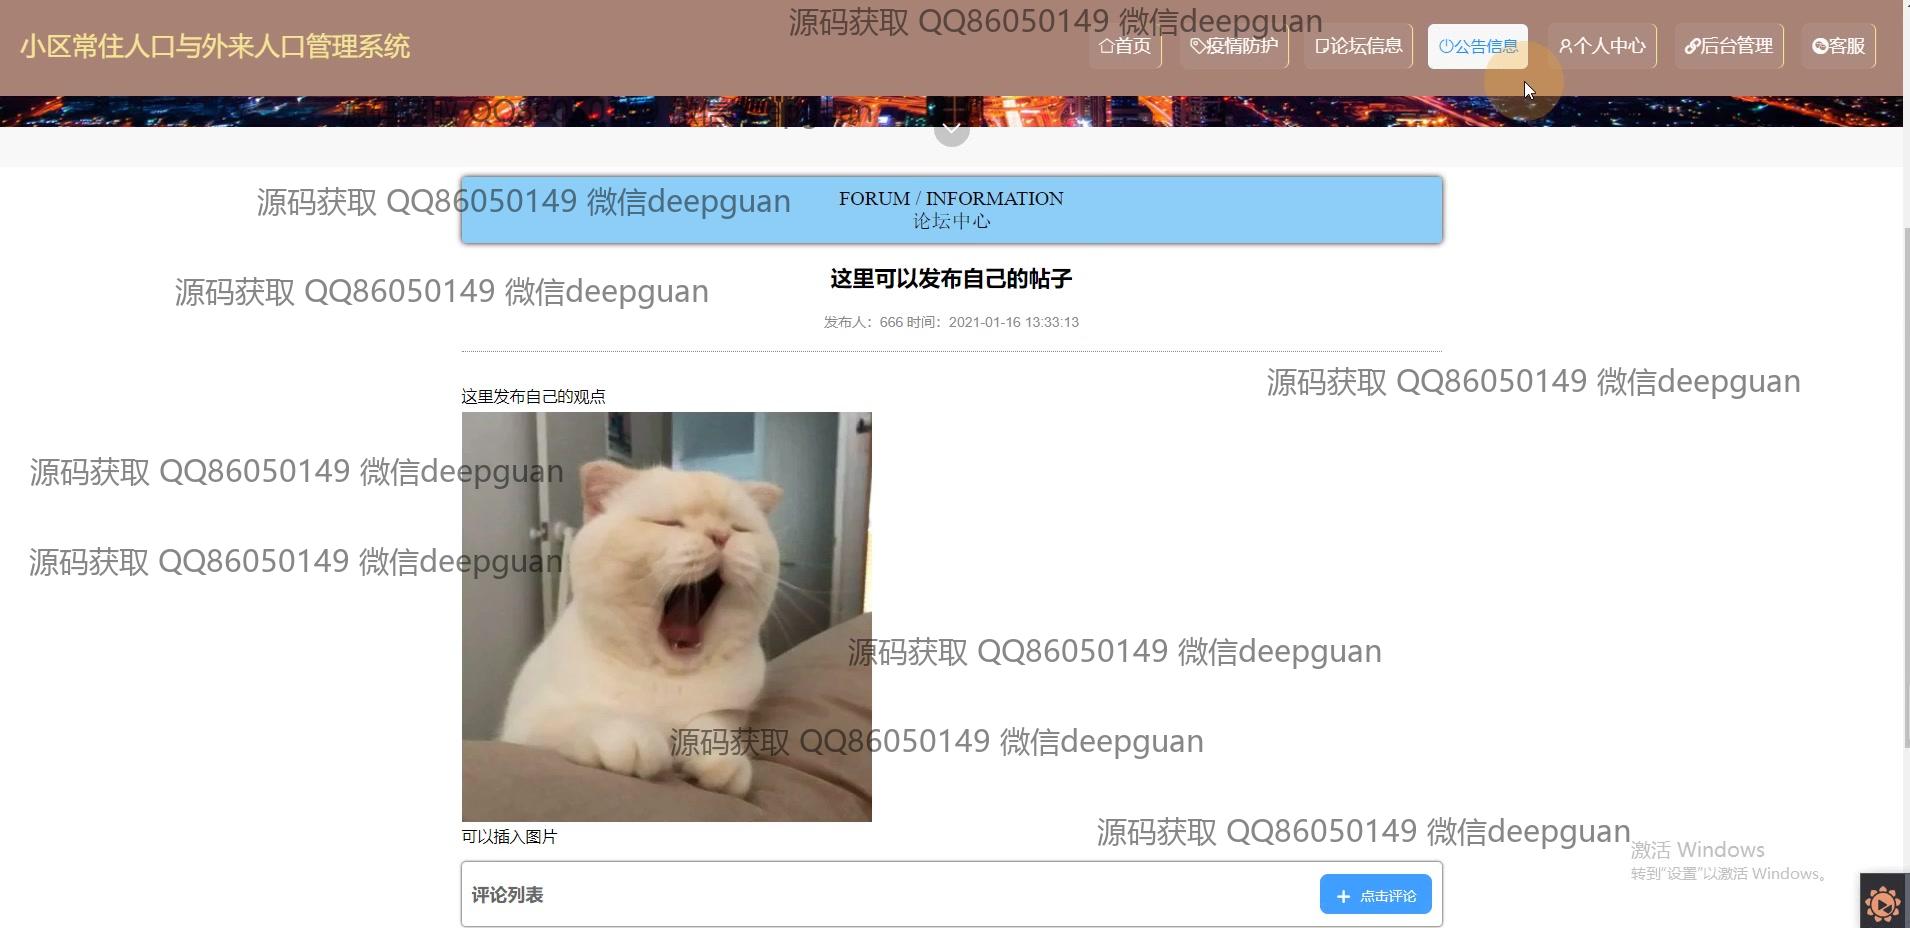 源码获取 QQ86050149 微信deepguan
小区常住人口与外来人口管理系统
首页
疫情防护
论坛信息
公告信息
个人中心
后台管理
客服
源码获取 QQ86050149 微信deepguan
FORUM / INFORMATION
论坛中心
源码获取 QQ86050149 微信deepguan
这里可以发布自己的帖子
发布人：666 时间：2021-01-16 13:33:13
源码获取 QQ86050149 微信deepguan
这里发布自己的观点
源码获取 QQ86050149 微信deepguan
源码获取 QQ86050149 微信deepguan
源码获取 QQ86050149 微信deepguan
源码获取 QQ86050149 微信deepguan
源码获取 QQ86050149 微信deepguan
可以插入图片
激活 Windows
转到"设置"以激活 Windows。
评论列表
点击评论